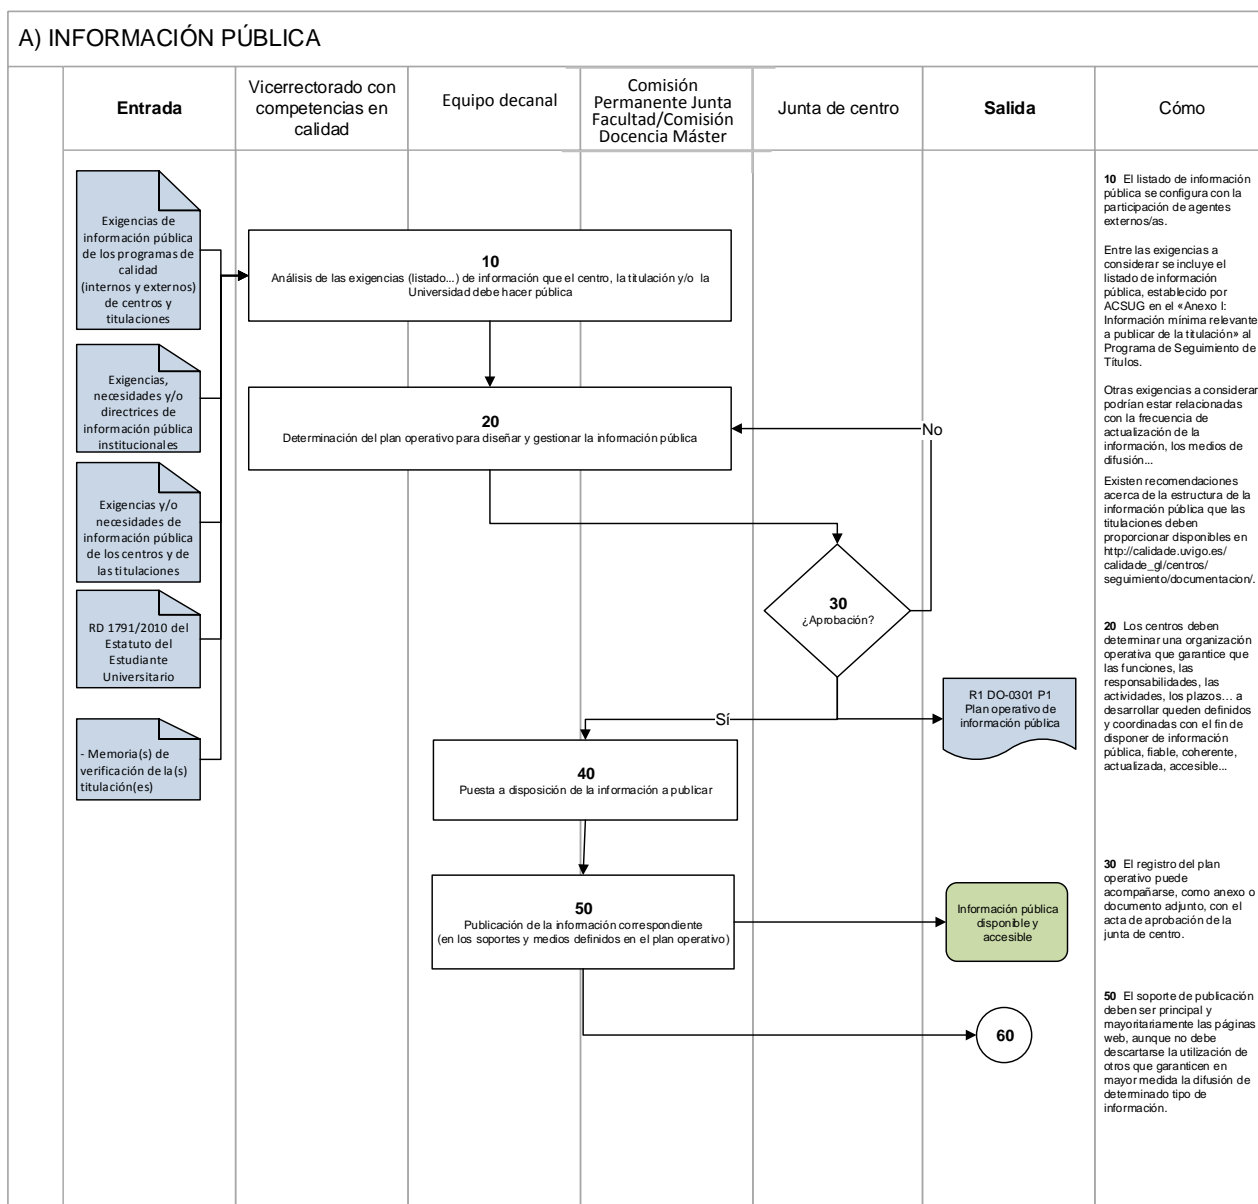 A) INFORMACIÓN PÚBLICA
Entrada
Vicerrectorado con
competencias en
calidad
Equipo decanal
Comisión
Permanente Junta
Facultad/Comisión
Docencia Máster
Junta de centro
Salida
Cómo
Exigencias de
información pública
de los programas de
calidad
(internos y externos)
de centros y
titulaciones
Exigencias,
necesidades y/o
directrices de
información pública
institucionales
Exigencias y/o
necesidades de
información pública
de los centros y de
las titulaciones
RD 1791/2010 del
Estatuto del
Estudiante
Universitario
- Memoria(s) de
verificación de la(s)
titulación(es)
10
Análisis de las exigencias (listado...) de información que el centro, la titulación y/o la
Universidad debe hacer pública
20
Determinación del plan operativo para diseñar y gestionar la información pública
No
30
¿Aprobación?
Sí
R1 DO-0301 P1
Plan operativo de
información pública
40
Puesta a disposición de la información a publicar
50
Publicación de la información correspondiente
(en los soportes y medios definidos en el plan operativo)
Información pública
disponible y
accesible
60
10 El listado de información
pública se configura con la
participación de agentes
externos/as.
Entre las exigencias a
considerar se incluye el
listado de información
pública, establecido por
ACSUG en el «Anexo I:
Información mínima relevante
a publicar de la titulación» al
Programa de Seguimiento de
Títulos.
Otras exigencias a considerar
podrían estar relacionadas
con la frecuencia de
actualización de la
información, los medios de
difusión...
Existen recomendaciones
acerca de la estructura de la
información pública que las
titulaciones deben
proporcionar disponibles en
http://calidade.uvigo.es/
calidade_gl/centros/
seguimiento/documentacion/.
20 Los centros deben
determinar una organización
operativa que garantice que
las funciones, las
responsabilidades, las
actividades, los plazos... a
desarrollar queden definidos
y coordinadas con el fin de
disponer de información
pública, fiable, coherente,
actualizada, accesible...
30 El registro del plan
operativo puede
acompañarse, como anexo o
documento adjunto, con el
acta de aprobación de la
junta de centro.
50 El soporte de publicación
deben ser principal y
mayoritariamente las páginas
web, aunque no debe
descartarse la utilización de
otros que garanticen en
mayor medida la difusión de
determinado tipo de
información.